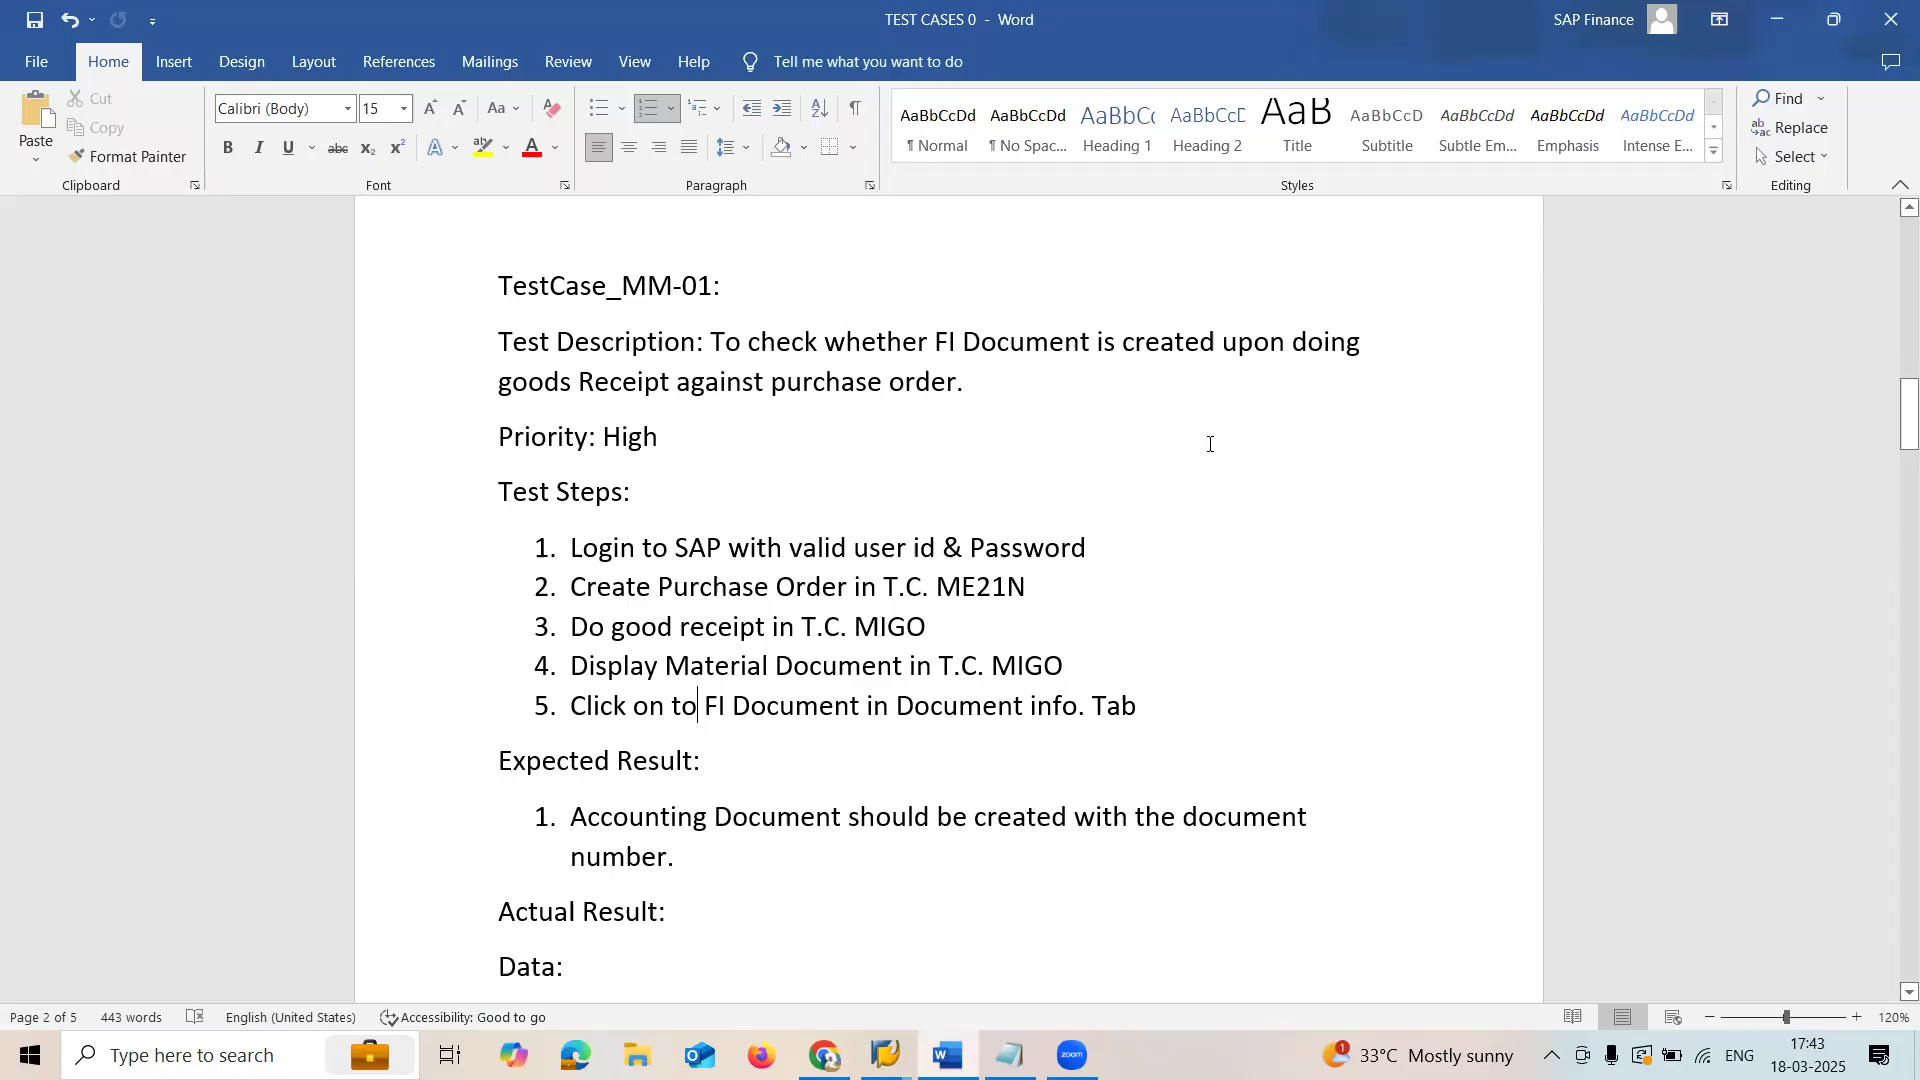 TEST CASES 0 - Word
SAP Finance
File Home Insert Design Layout References Mailings Review View Help Tell me what you want to do
Paste
Cut
Copy
Format Painter
Clipboard
Calibri (Body) 15
Font
Paragraph
AaBbCcDd AaBbCcDd AaBbCc AaBbCcD AaB AaBbCcD AaBbCcDd AaBbCcDd AaBbCcDd
¶ Normal ¶ No Spac... Heading 1 Heading 2 Title Subtitle Subtle Em... Emphasis Intense E...
Styles
Find
Replace
Select
Editing
TestCase_MM-01:
Test Description: To check whether FI Document is created upon doing
goods Receipt against purchase order.
Priority: High
Test Steps:
1. Login to SAP with valid user id & Password
2. Create Purchase Order in T.C. ME21N
3. Do good receipt in T.C. MIGO
4. Display Material Document in T.C. MIGO
5. Click on to FI Document in Document info. Tab
Expected Result:
1. Accounting Document should be created with the document
number.
Actual Result:
Data:
Page 2 of 5 443 words English (United States) Accessibility: Good to go 120%
Type here to search
zoom
1
33°C Mostly sunny
ENG
17:43
18-03-2025